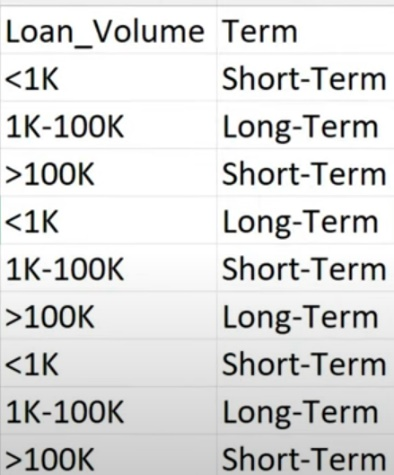 Loan_Volume Term
<1K Short-Term
1K-100K Long-Term
>100K Short-Term
<1K Long-Term
1K-100K Short-Term
>100K Long-Term
<1K Short-Term
1K-100K Long-Term
>100K Short-Term